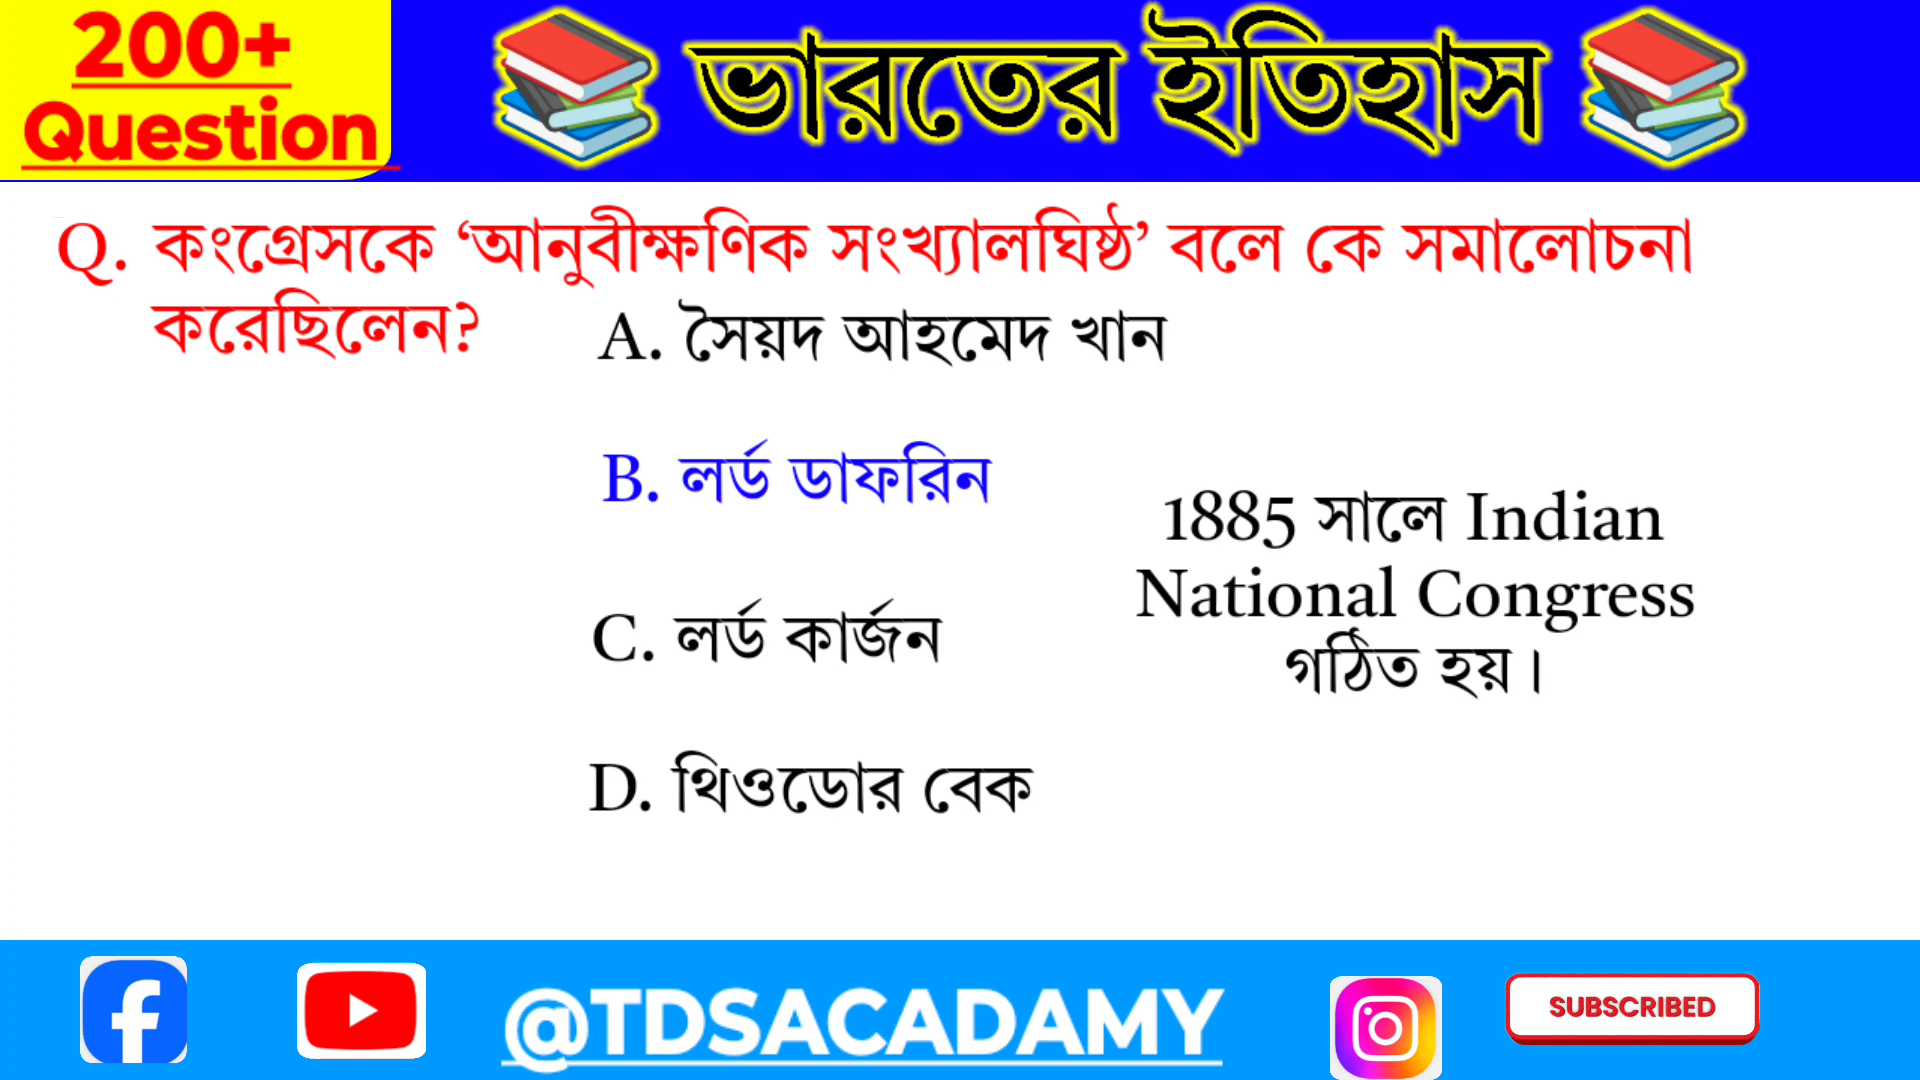 200+
Question
ভারতের ইতিহাস
Q. কংগ্রেসকে ‘আনুবীক্ষণিক সংখ্যালঘিষ্ঠ’ বলে কে সমালোচনা
করেছিলেন?
A. সৈয়দ আহমেদ খান
B. লর্ড ডাফরিন
C. লর্ড কার্জন
D. থিওডোর বেক
1885 সালে Indian
National Congress
গঠিত হয়।
@TDSACADAMY
SUBSCRIBED